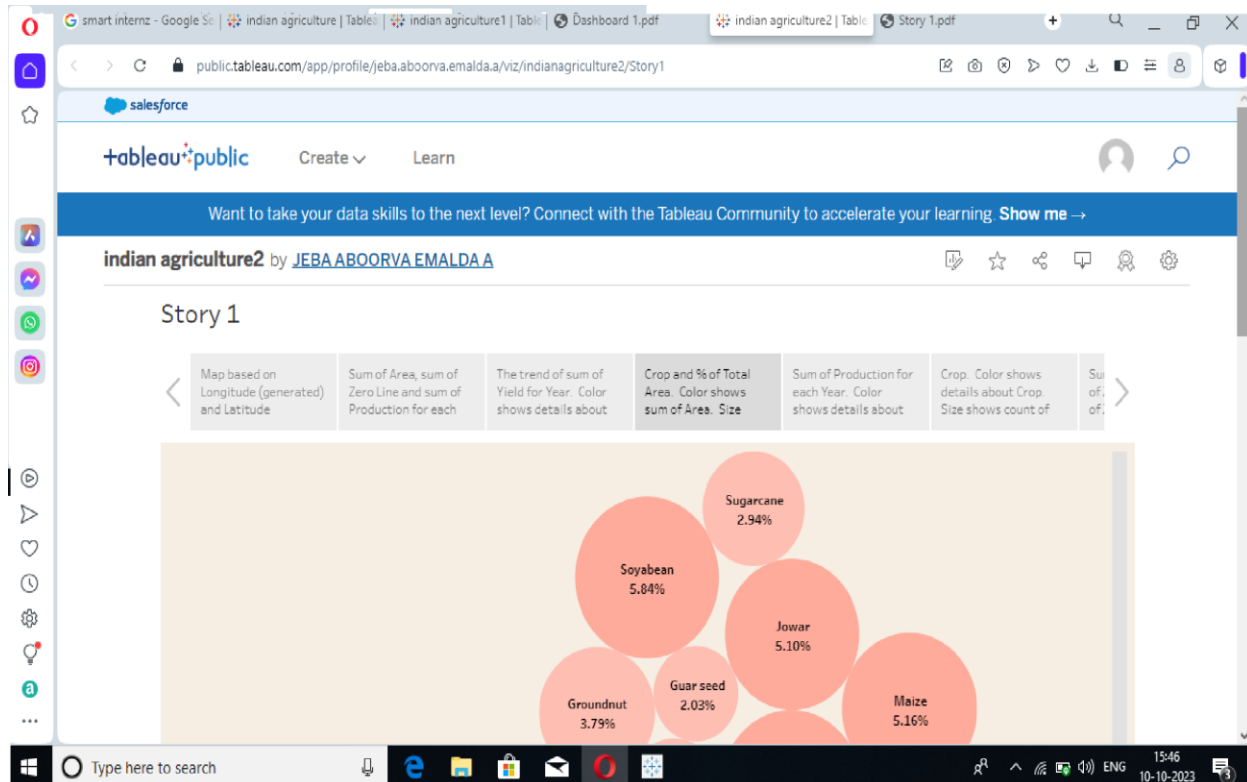 smart internz - Google Se
indian agriculture | Table
indian agriculture1 | Table
Dashboard 1.pdf
indian agriculture2 | Table
Story 1.pdf
public.tableau.com/app/profile/jeba.aboorva.emalda.a/viz/indianagriculture2/Story1
salesforce
+ableau public
Create
Learn
Want to take your data skills to the next level? Connect with the Tableau Community to accelerate your learning. Show me →
indian agriculture2 by JEBA ABOORVA EMALDA A
Story 1
Map based on
Longitude (generated)
and Latitude
Sum of Area, sum of
Zero Line and sum of
Production for each
The trend of sum of
Yield for Year. Color
shows details about
Crop and % of Total
Area. Color shows
sum of Area. Size
Sum of Production for
each Year. Color
shows details about
Crop. Color shows
details about Crop.
Size shows count of
Sugarcane
2.94%
Soyabean
5.84%
Jowar
5.10%
Guar seed
2.03%
Groundnut
3.79%
Maize
5.16%
Type here to search
ENG
15:46
10-10-2023